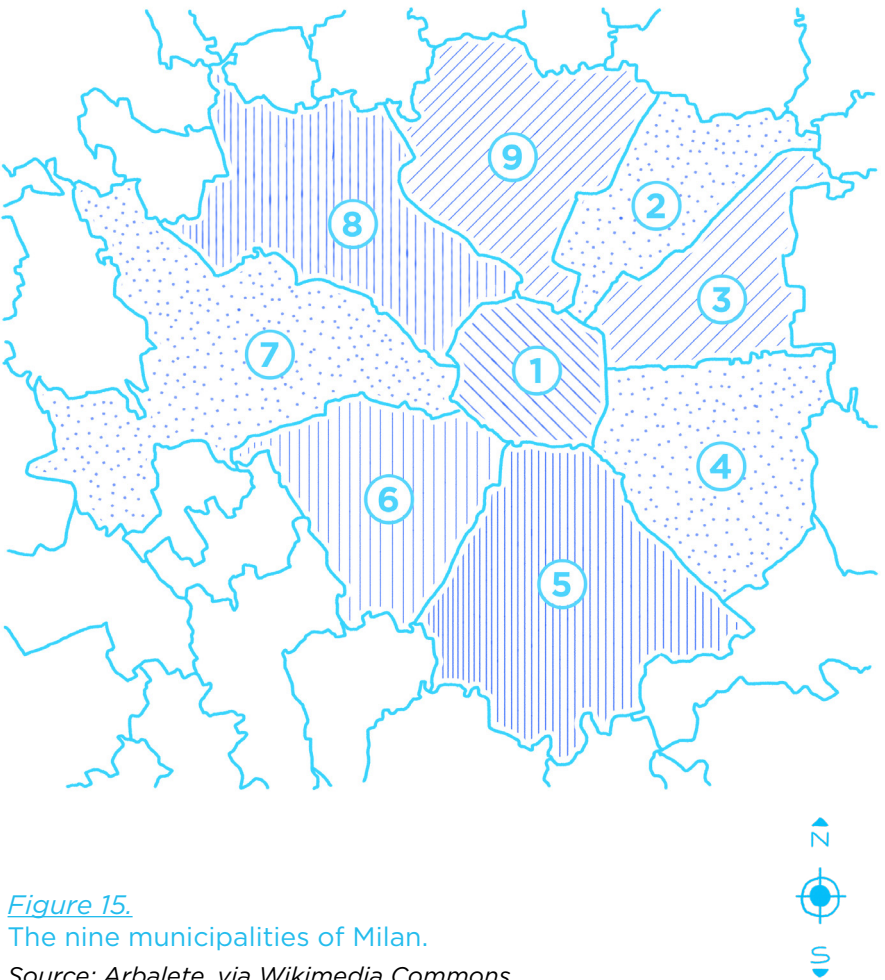 9
2
8
3
7
1
4
6
5
N
S
Figure 15.
The nine municipalities of Milan.
Source: Arbalete, via Wikimedia Commons